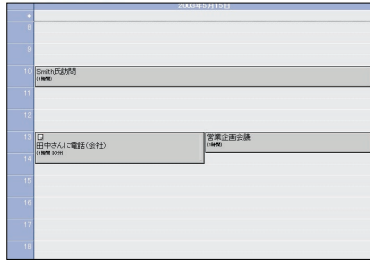 2003年5月15日
8
9
10
Smith氏訪問
(1時間)
11
12
13
田中さんに電話(会社)
(1時間 30分)
営業企画会議
(1時間)
14
15
16
17
18